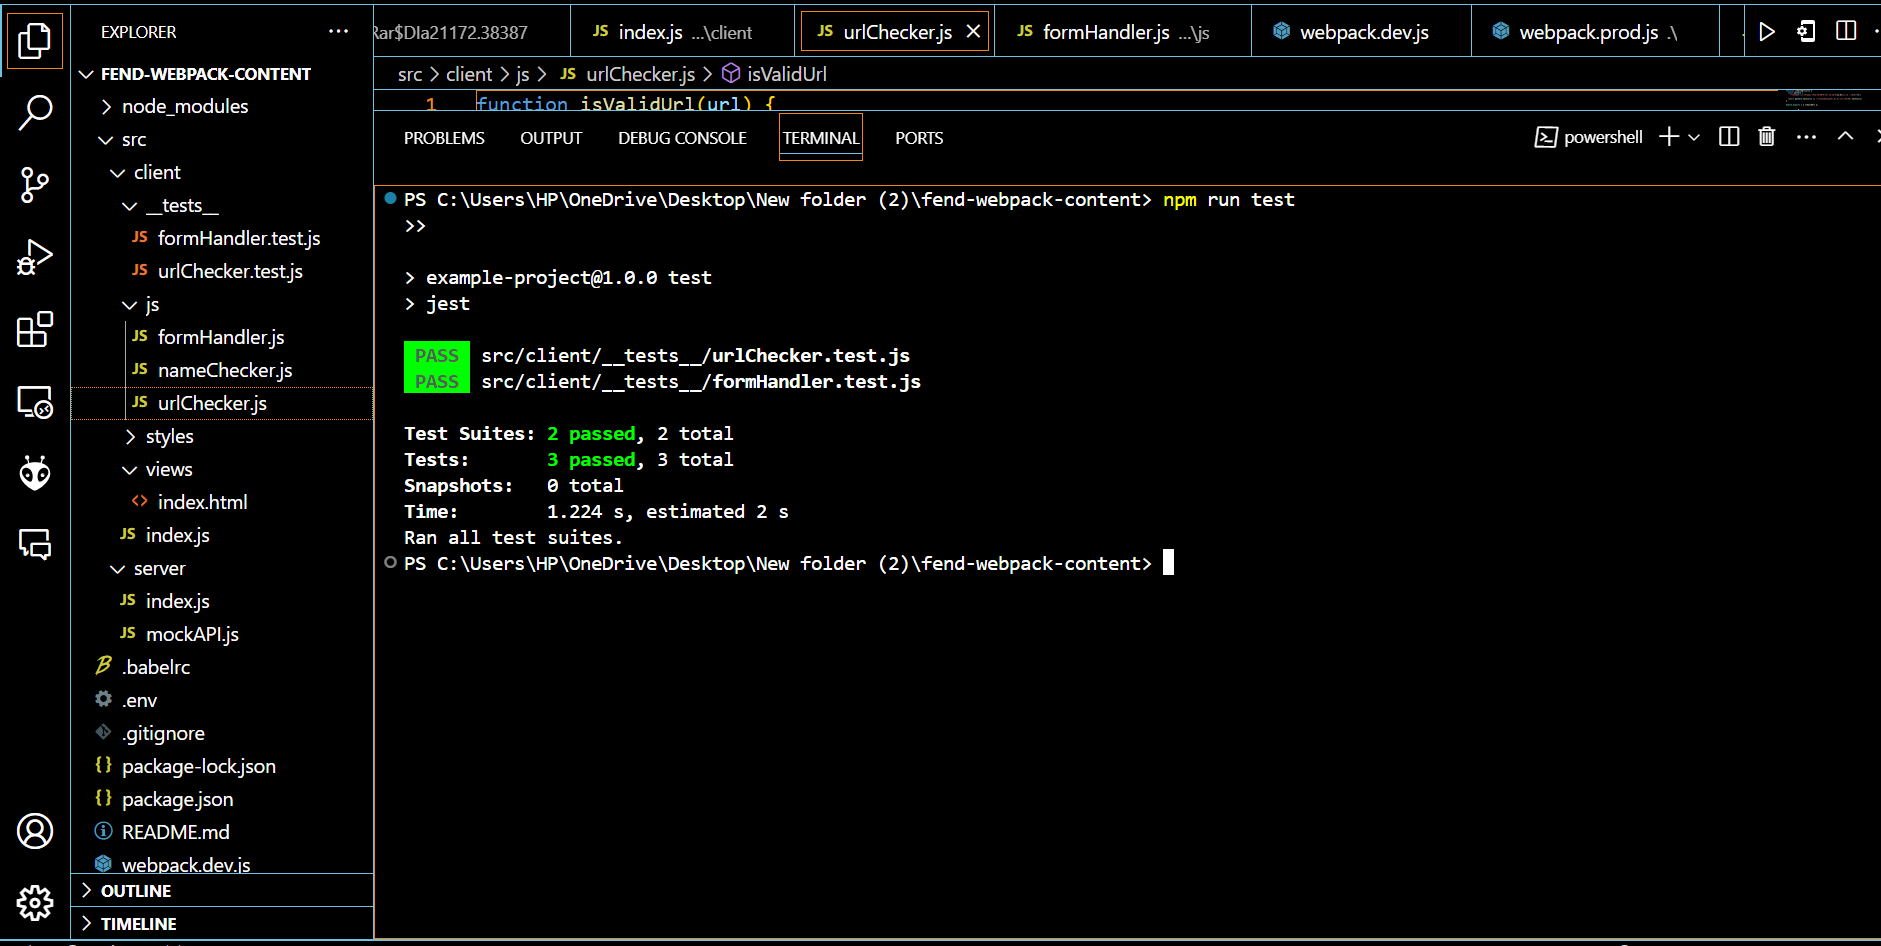 EXPLORER
FEND-WEBPACK-CONTENT
node_modules
src
client
__tests__
JS formHandler.test.js
JS urlChecker.test.js
js
JS formHandler.js
JS nameChecker.js
JS urlChecker.js
styles
views
<> index.html
JS index.js
server
JS index.js
JS mockAPI.js
.babelrc
.env
.gitignore
{} package-lock.json
{} package.json
README.md
webpack.dev.js
OUTLINE
TIMELINE
Rar$DIa21172.38387
JS index.js ...\client
JS urlChecker.js
JS formHandler.js ...\js
webpack.dev.js
webpack.prod.js .\
src > client > js > JS urlChecker.js > isValidUrl
1 function isValidUrl(url) {
PROBLEMS OUTPUT DEBUG CONSOLE TERMINAL PORTS
powershell
PS C:\Users\HP\OneDrive\Desktop\New folder (2)\fend-webpack-content> npm run test
>>
> example-project@1.0.0 test
> jest
PASS src/client/__tests__/urlChecker.test.js
PASS src/client/__tests__/formHandler.test.js
Test Suites: 2 passed, 2 total
Tests: 3 passed, 3 total
Snapshots: 0 total
Time: 1.224 s, estimated 2 s
Ran all test suites.
PS C:\Users\HP\OneDrive\Desktop\New folder (2)\fend-webpack-content>